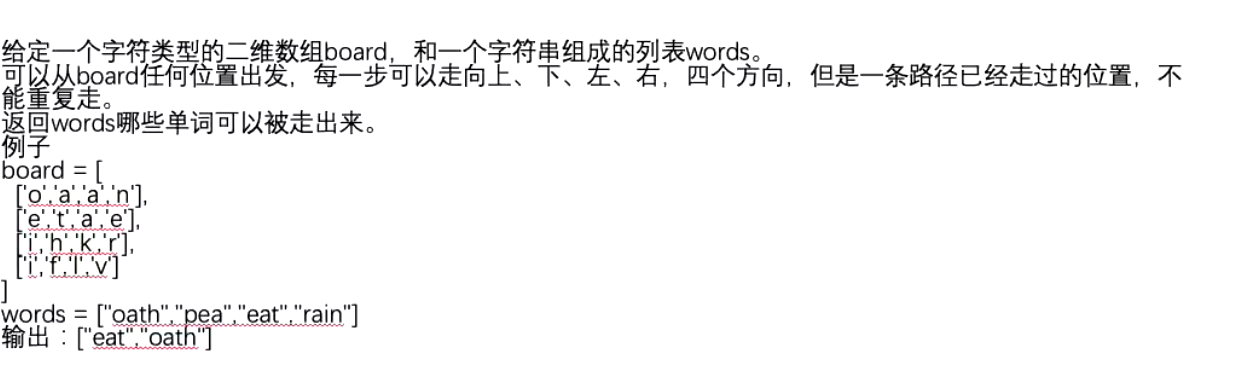 给定一个字符类型的二维数组board，和一个字符串组成的列表words。
可以从board任何位置出发，每一步可以走向上、下、左、右，四个方向，但是一条路径已经走过的位置，不
能重复走。
返回words哪些单词可以被走出来。
例子
board = [
['o','a','a','n'],
['e','t','a','e'],
['i','h','k','r'],
['i','f','l','v']
]
words = ["oath","pea","eat","rain"]
输出：["eat","oath"]